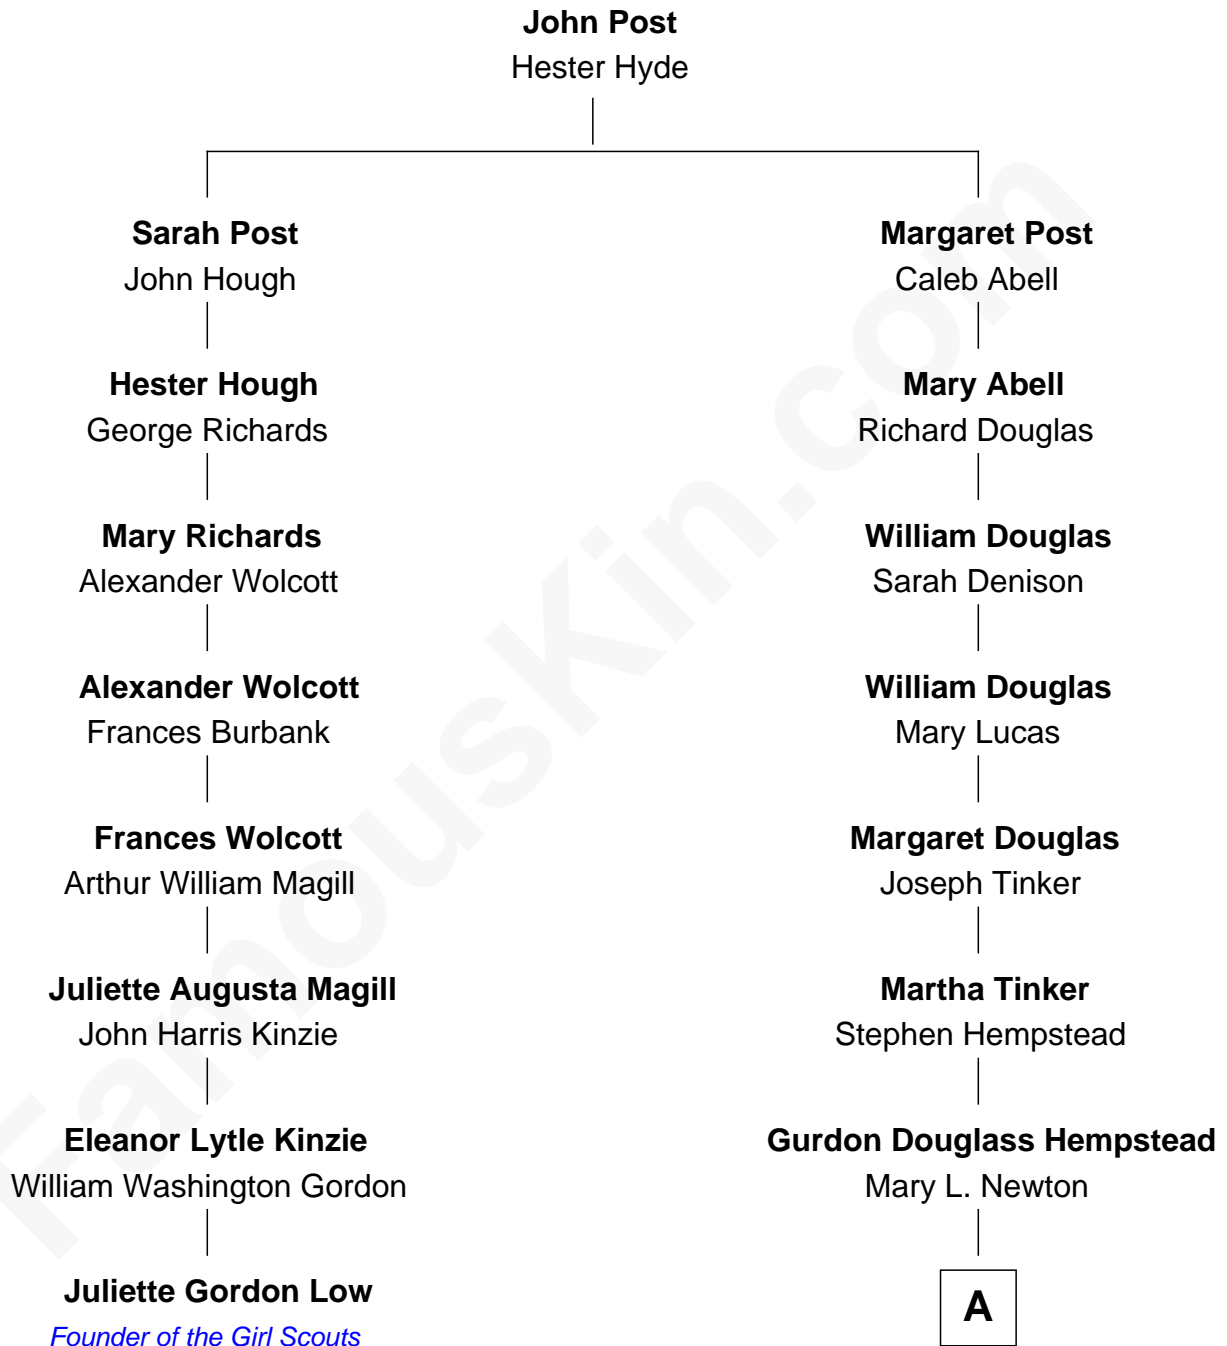 John Post
Hester Hyde
Sarah Post
John Hough
Margaret Post
Caleb Abell
Hester Hough
George Richards
Mary Abell
Richard Douglas
Mary Richards
Alexander Wolcott
William Douglas
Sarah Denison
Alexander Wolcott
Frances Burbank
William Douglas
Mary Lucas
Frances Wolcott
Arthur William Magill
Margaret Douglas
Joseph Tinker
Juliette Augusta Magill
John Harris Kinzie
Martha Tinker
Stephen Hempstead
Eleanor Lytle Kinzie
William Washington Gordon
Gurdon Douglass Hempstead
Mary L. Newton
Juliette Gordon Low
Founder of the Girl Scouts
A
FamousKin.com